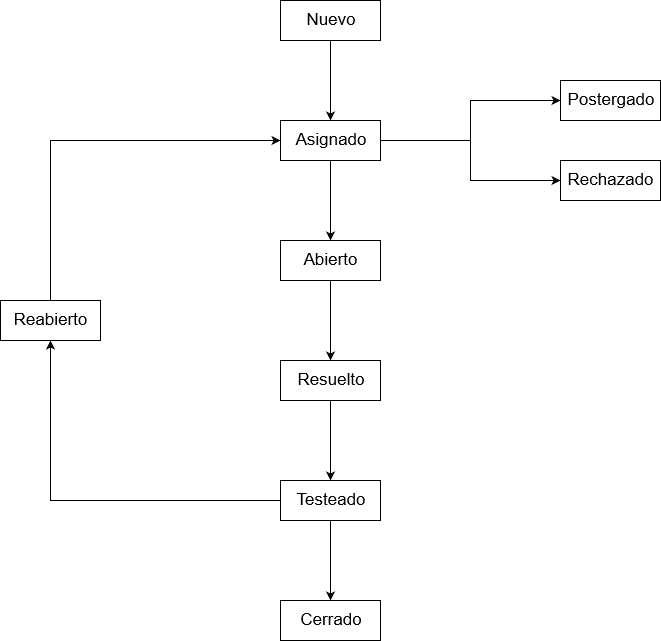 Nuevo
Postergado
Asignado
Rechazado
Abierto
Reabierto
Resuelto
Testeado
Cerrado